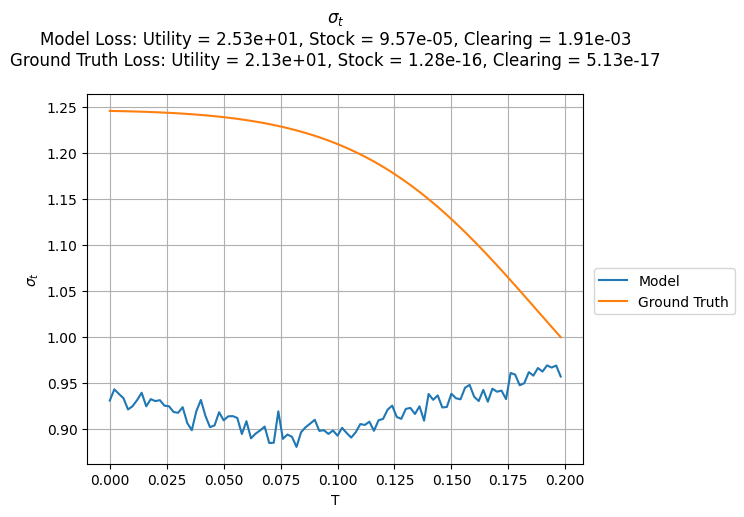 σ_t
Model Loss: Utility = 2.53e+01, Stock = 9.57e-05, Clearing = 1.91e-03
Ground Truth Loss: Utility = 2.13e+01, Stock = 1.28e-16, Clearing = 5.13e-17
1.25
1.20
1.15
1.10
1.05
1.00
0.95
0.90
σ_t
0.000 0.025 0.050 0.075 0.100 0.125 0.150 0.175 0.200
T
Model
Ground Truth